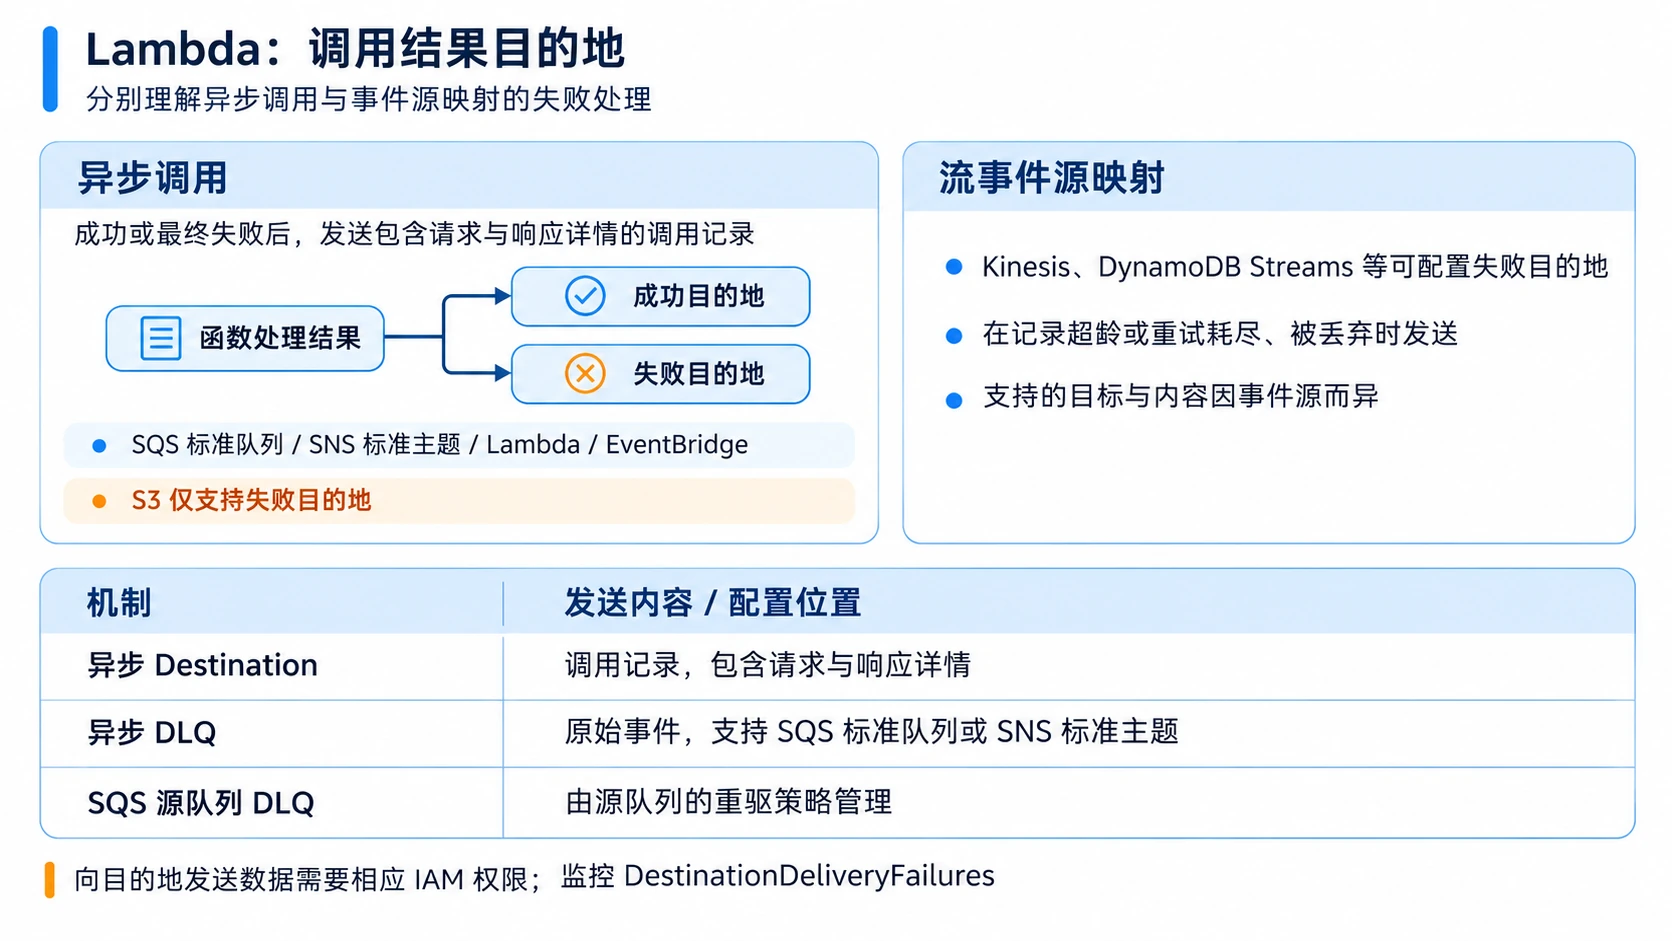 Lambda：调用结果目的地
分别理解异步调用与事件源映射的失败处理
异步调用
成功或最终失败后，发送包含请求与响应详情的调用记录
函数处理结果
成功目的地
失败目的地
SQS 标准队列 / SNS 标准主题 / Lambda / EventBridge
S3 仅支持失败目的地
流事件源映射
Kinesis、DynamoDB Streams 等可配置失败目的地
在记录超龄或重试耗尽、被丢弃时发送
支持的目标与内容因事件源而异
机制
发送内容 / 配置位置
异步 Destination
调用记录，包含请求与响应详情
异步 DLQ
原始事件，支持 SQS 标准队列或 SNS 标准主题
SQS 源队列 DLQ
由源队列的重驱策略管理
向目的地发送数据需要相应 IAM 权限； 监控 DestinationDeliveryFailures